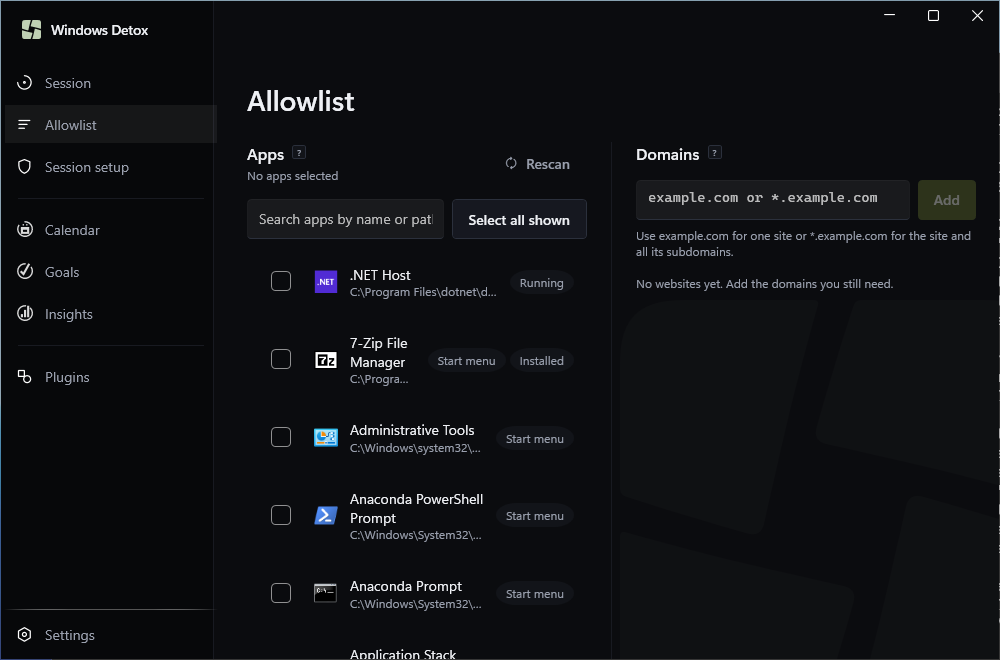 Windows Detox
Session
Allowlist
Session setup
Calendar
Goals
Insights
Plugins
Settings
Allowlist
Apps ?
No apps selected
Rescan
Search apps by name or pat
Select all shown
.NET
.NET Host
C:\Program Files\dotnet\d...
Running
7z
7-Zip File
Manager
C:\Progra...
Start menu
Installed
Administrative Tools
C:\Windows\system32\...
Start menu
Anaconda PowerShell
Prompt
C:\Windows\System32\...
Start menu
Anaconda Prompt
C:\Windows\System32\...
Start menu
Application Stack
Domains ?
example.com or *.example.com
Add
Use example.com for one site or *.example.com for the site and
all its subdomains.
No websites yet. Add the domains you still need.